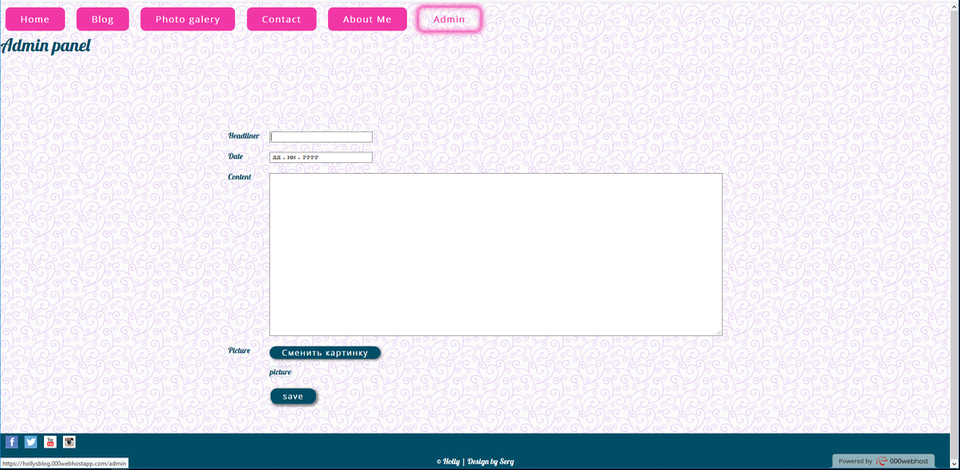 Home Blog Photo galery Contact About Me Admin
Admin panel
Headliner
Date дд . мм . гггг
Content
Picture Сменить картинку
picture
save
https://hollysblog.000webhostapp.com/admin
© Holly | Design by Serg
Powered by 000webhost